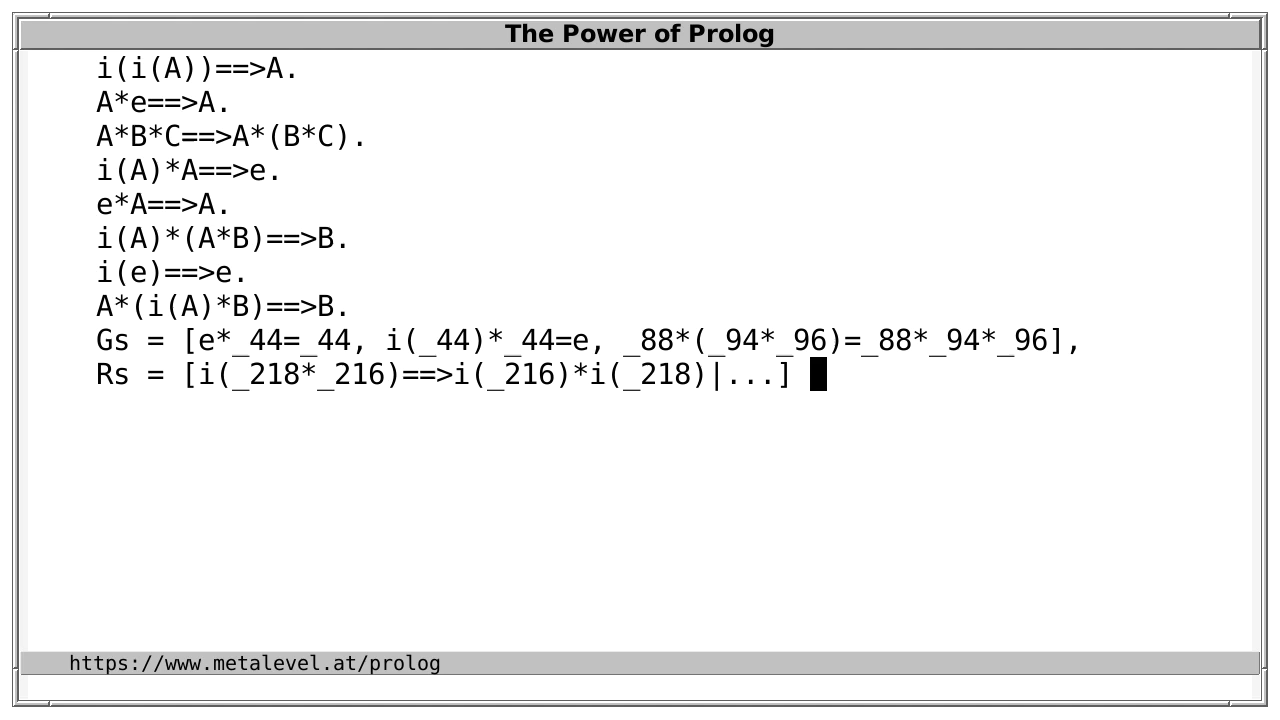 The Power of Prolog
i(i(A))==>A.
A*e==>A.
A*B*C==>A*(B*C).
i(A)*A==>e.
e*A==>A.
i(A)*(A*B)==>B.
i(e)==>e.
A*(i(A)*B)==>B.
Gs = [e*_44=_44, i(_44)*_44=e, _88*(_94*_96)=_88*_94*_96],
Rs = [i(_218*_216)==>i(_216)*i(_218)|...]
https://www.metalevel.at/prolog